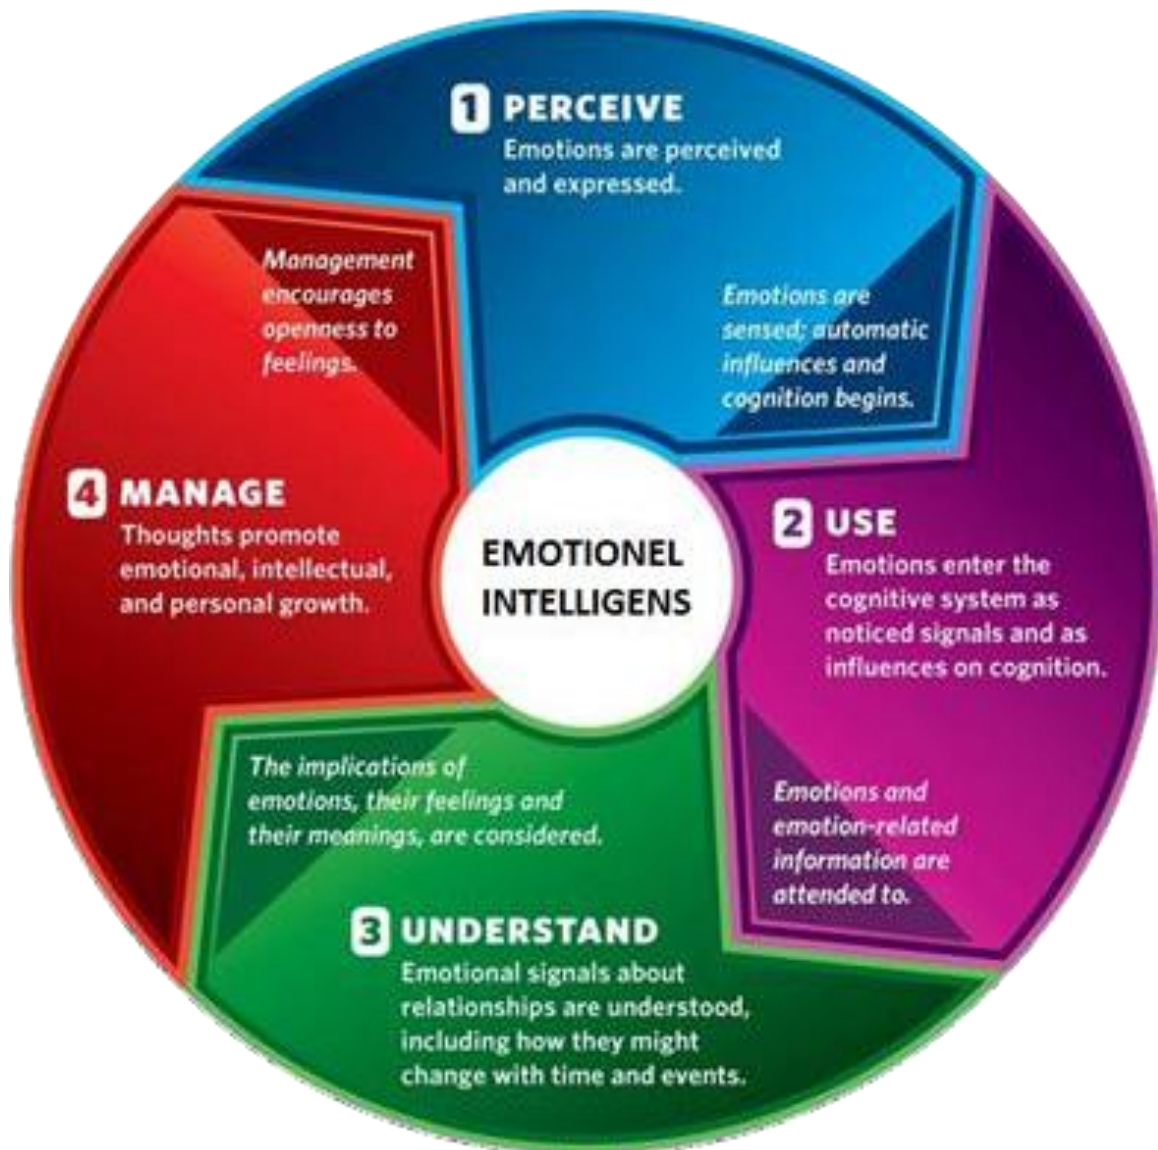 1 PERCEIVE
Emotions are perceived
and expressed.
Emotions are
sensed; automatic
influences and
cognition begins.
2 USE
Emotions enter the
cognitive system as
noticed signals and as
influences on cognition.
Emotions and
emotion-related
information are
attended to.
3 UNDERSTAND
Emotional signals about
relationships are understood,
including how they might
change with time and events.
The implications of
emotions, their feelings and
their meanings, are considered.
4 MANAGE
Thoughts promote
emotional, intellectual,
and personal growth.
Management
encourages
openness to
feelings.
EMOTIONEL
INTELLIGENS